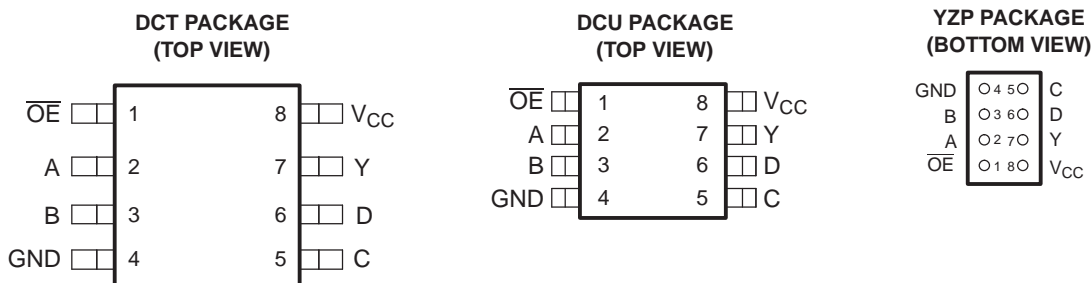 DCT PACKAGE
(TOP VIEW)
OE 1 8 VCC
A 2 7 Y
B 3 6 D
GND 4 5 C
DCU PACKAGE
(TOP VIEW)
OE 1 8 VCC
A 2 7 Y
B 3 6 D
GND 4 5 C
YZP PACKAGE
(BOTTOM VIEW)
GND 4 5 C
B 3 6 D
A 2 7 Y
OE 1 8 VCC